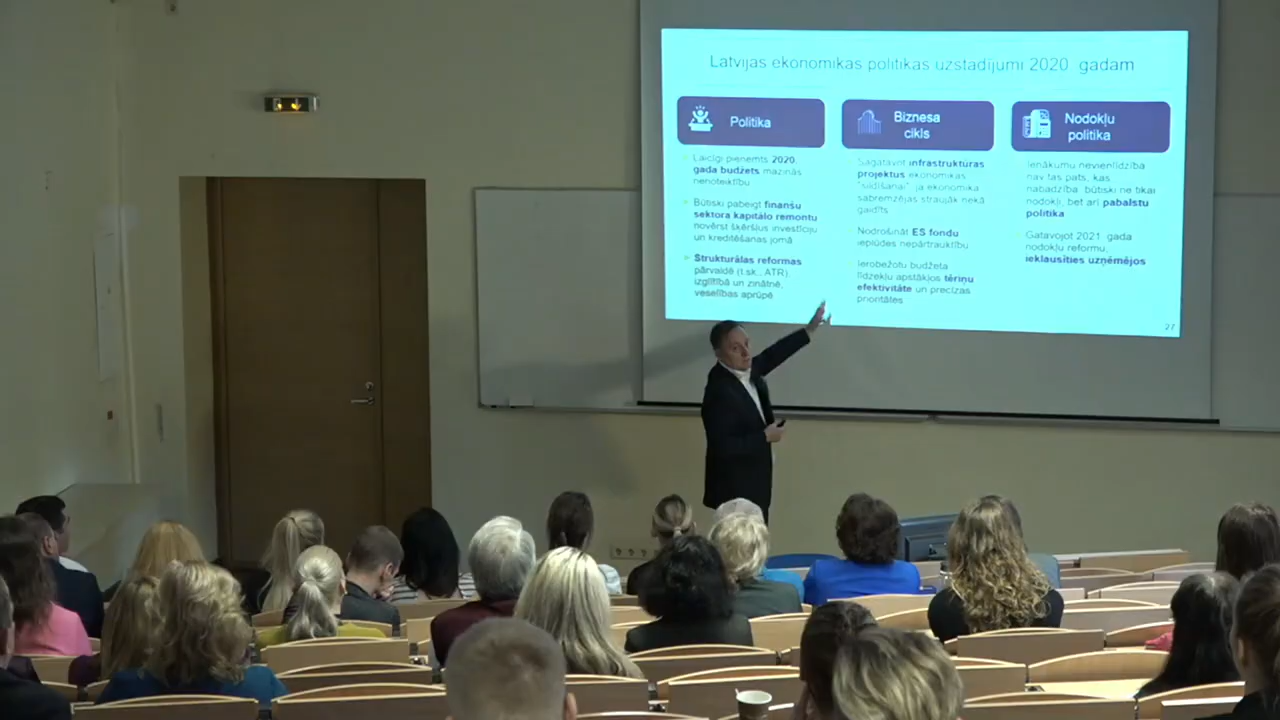 Latvijas ekonomikas politikas uzstādījumi 2020. gadam
Politika
Laicīgi pieņemts 2020.
gada budžets mazinās
nenoteiktību
Būtiski pabeigt finanšu
sektora kapitālo remontu
novērst šķēršļus investīciju
un kreditēšanas jomā
Strukturālas reformas
pārvaldē (t.sk., ATR),
izglītībā un zinātnē,
veselības aprūpē
Biznesa
cikls
Sagatavot infrastruktūras
projektus ekonomikas
"sildīšanai" ja ekonomika
sabremzējas straujāk nekā
gaidīts
Nodrošināt ES fondu
ieplūdes nepārtrauktību
Ierobežotu budžeta
līdzekļu apstākļos tēriņu
efektivitāte un precīzas
prioritātes
Nodokļu
politika
Ienākumu nevienlīdzība
nav tas pats, kas
nabadzība būtiski ne tikai
nodokļi, bet arī pabalstu
politika
Gatavojot 2021. gada
nodokļu reformu,
ieklausīties uzņēmējos
27